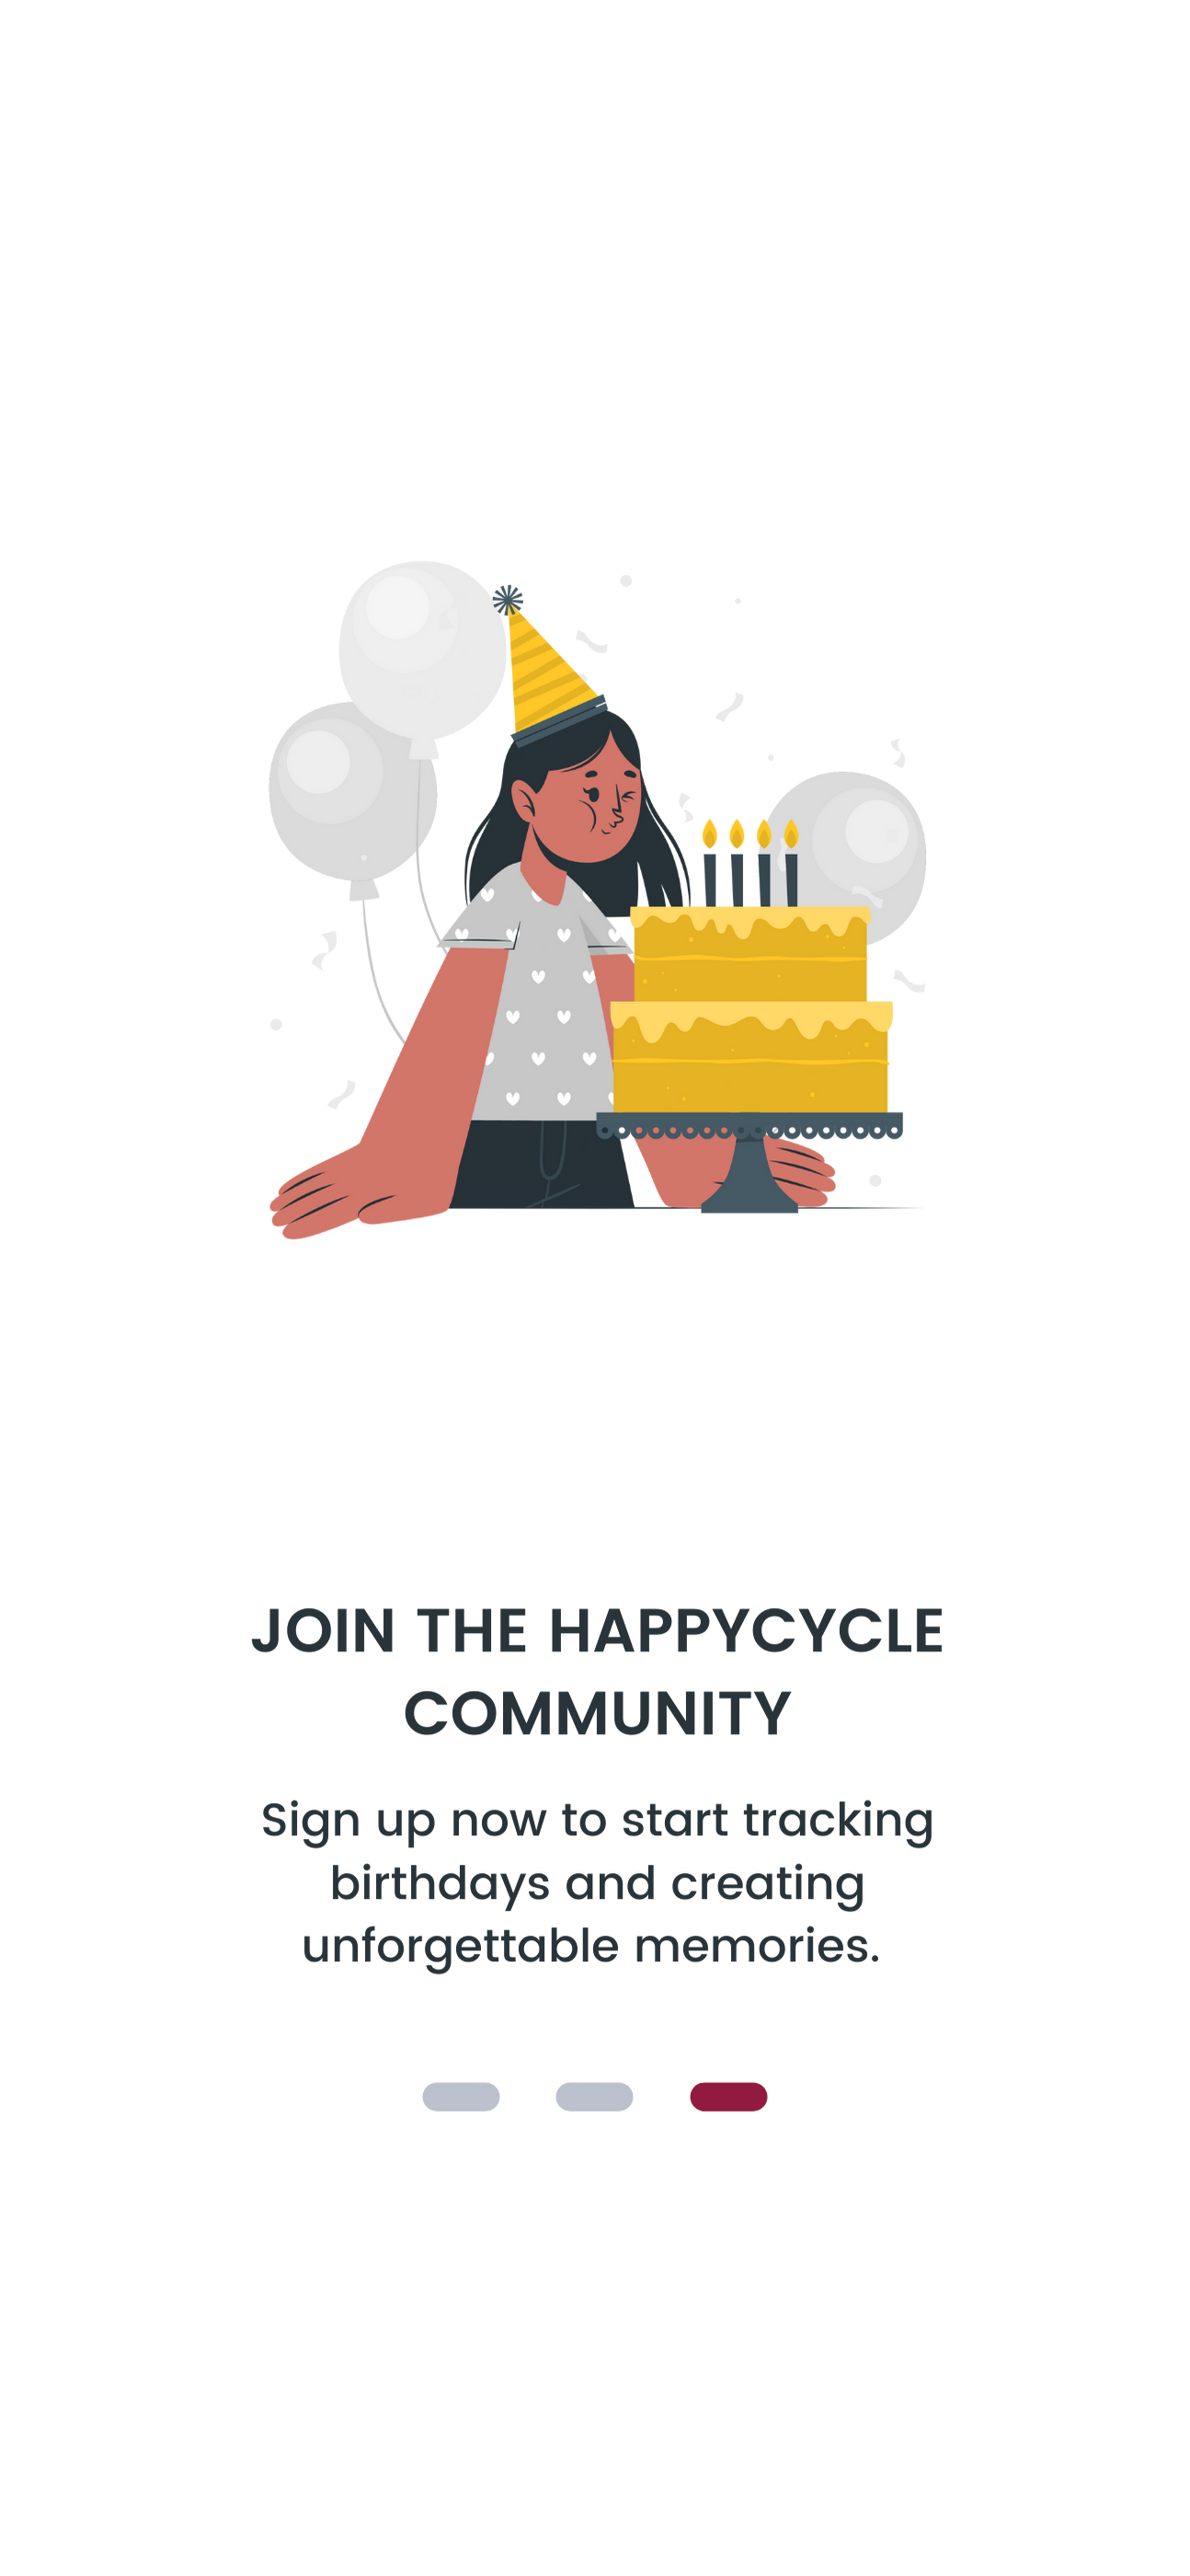 JOIN THE HAPPYCYCLE
COMMUNITY
Sign up now to start tracking
birthdays and creating
unforgettable memories.